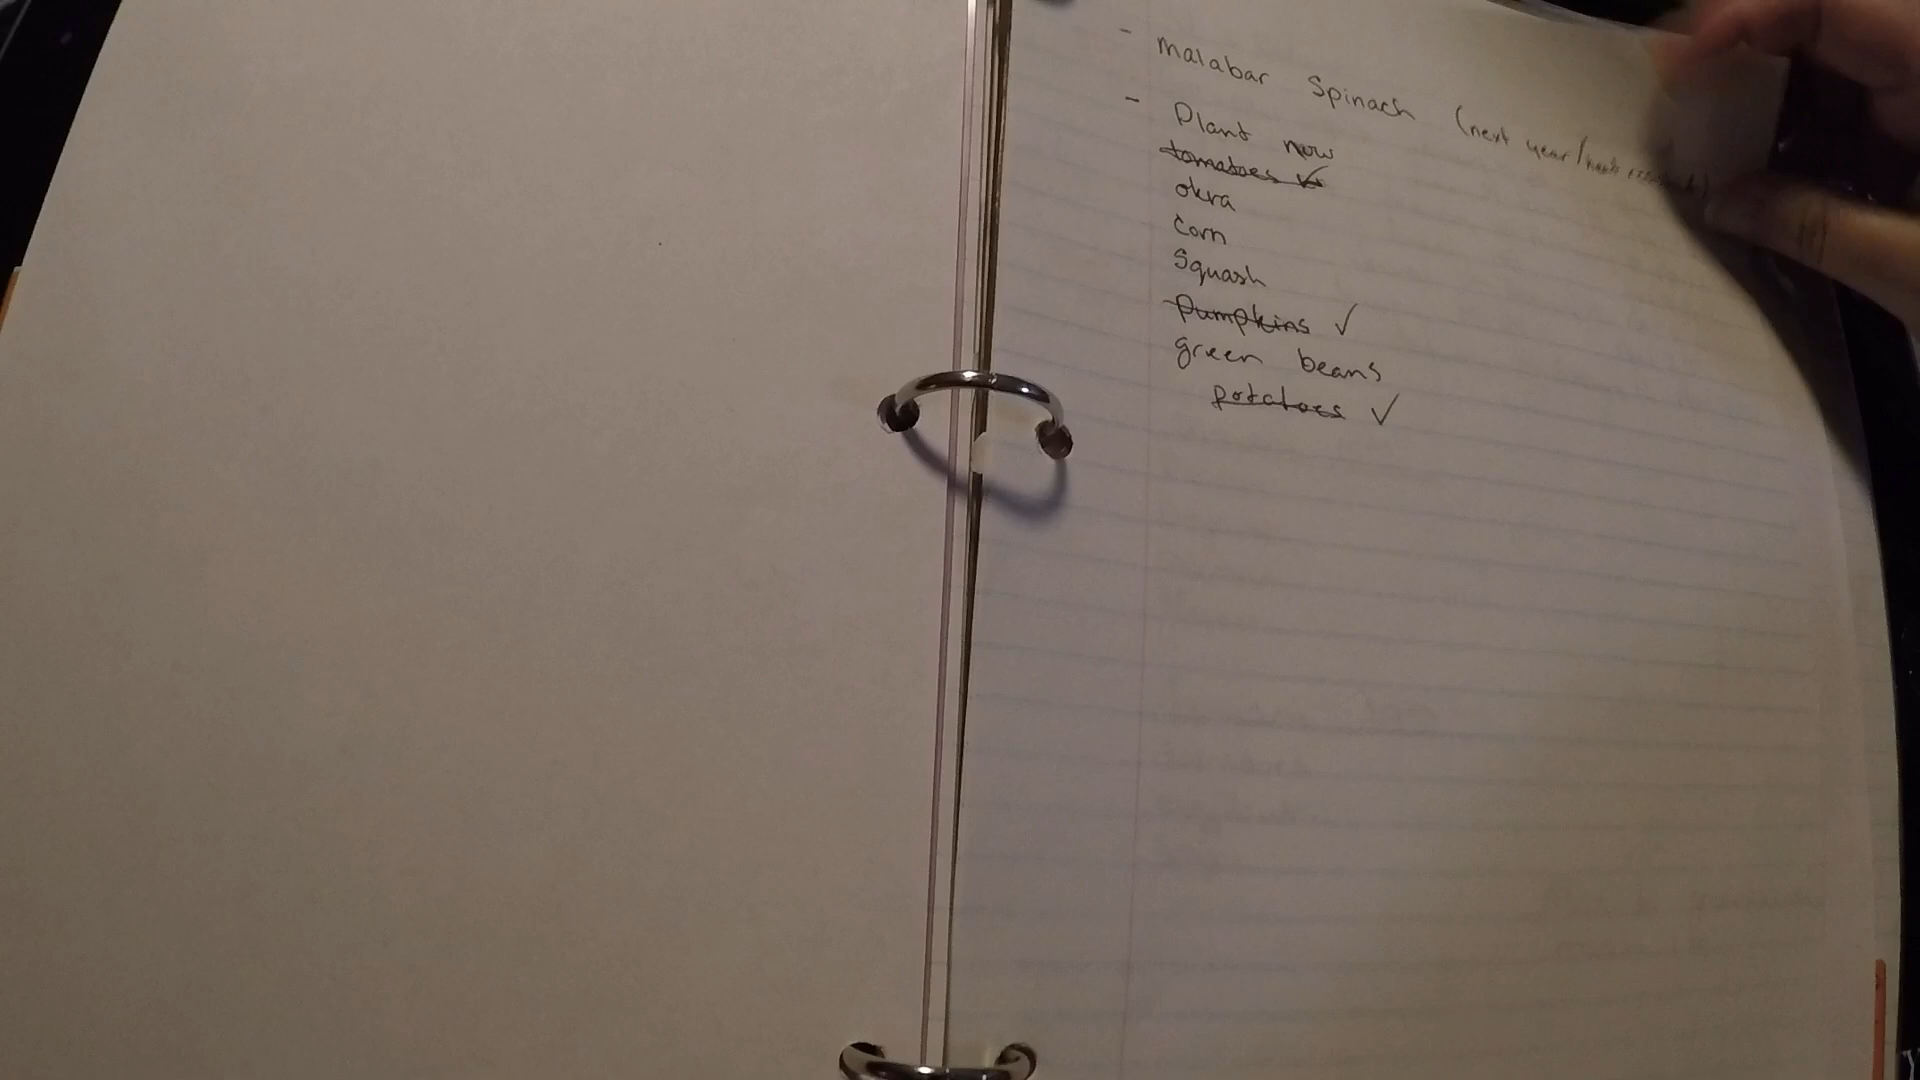 - Malabar Spinach (next year/
- Plant now
tomatoes ✓
okra
Corn
Squash
Pumpkins ✓
green beans
potatoes ✓